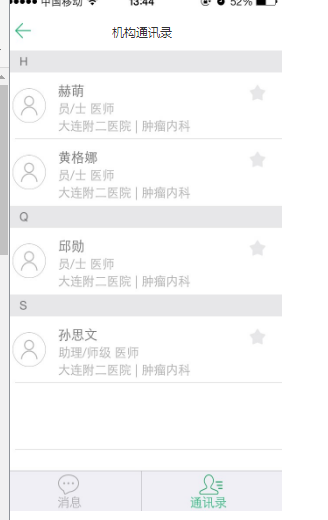 中国移动 13:44 52%
机构通讯录
H
赫萌
员/士 医师
大连附二医院 | 肿瘤内科
黄格娜
员/士 医师
大连附二医院 | 肿瘤内科
Q
邱勋
员/士 医师
大连附二医院 | 肿瘤内科
S
孙思文
助理/师级 医师
大连附二医院 | 肿瘤内科
消息 通讯录